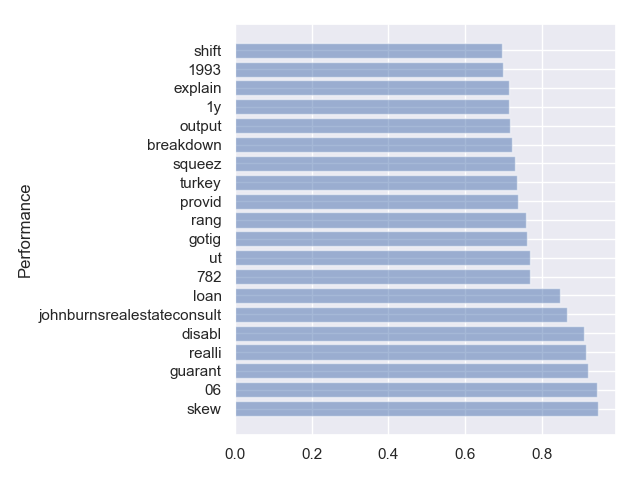 shift
1993
explain
1y
output
breakdown
squeez
turkey
provid
rang
gotig
ut
782
loan
johnburnsrealestateconsult
disabl
realli
guarant
06
skew
Performance
0.0 0.2 0.4 0.6 0.8